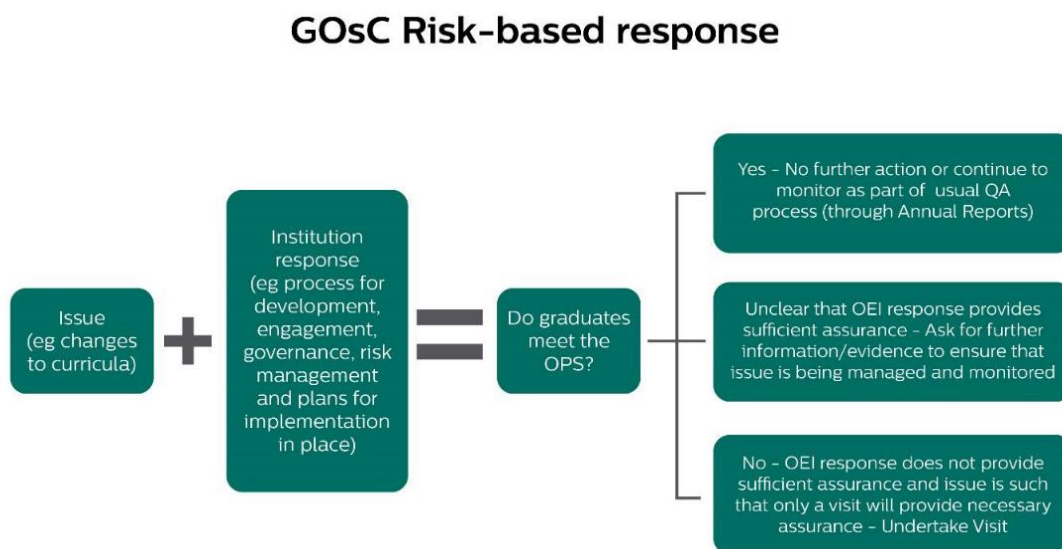 GOsC Risk-based response
Issue
(eg changes
to curricula)
+
Institution
response
(eg process for
development,
engagement,
governance, risk
management
and plans for
implementation
in place)
=
Do graduates
meet the
OPS?
Yes – No further action or continue to
monitor as part of usual QA
process (through Annual Reports)
Unclear that OEI response provides
sufficient assurance – Ask for further
information/evidence to ensure that
issue is being managed and monitored
No – OEI response does not provide
sufficient assurance and issue is such
that only a visit will provide necessary
assurance – Undertake Visit